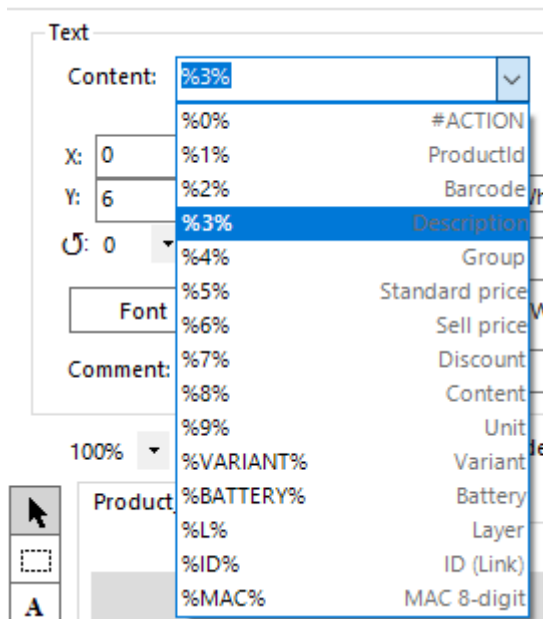 Text
Content: %3%
%0% #ACTION
X: 0 %1% ProductId
Y: 6 %2% Barcode
%3% Description
0 %4% Group
%5% Standard price
Font %6% Sell price
Comment: %7% Discount
%8% Content
100% %9% Unit
%VARIANT% Variant
Product_ %BATTERY% Battery
%L% Layer
%ID% ID (Link)
A %MAC% MAC 8-digit